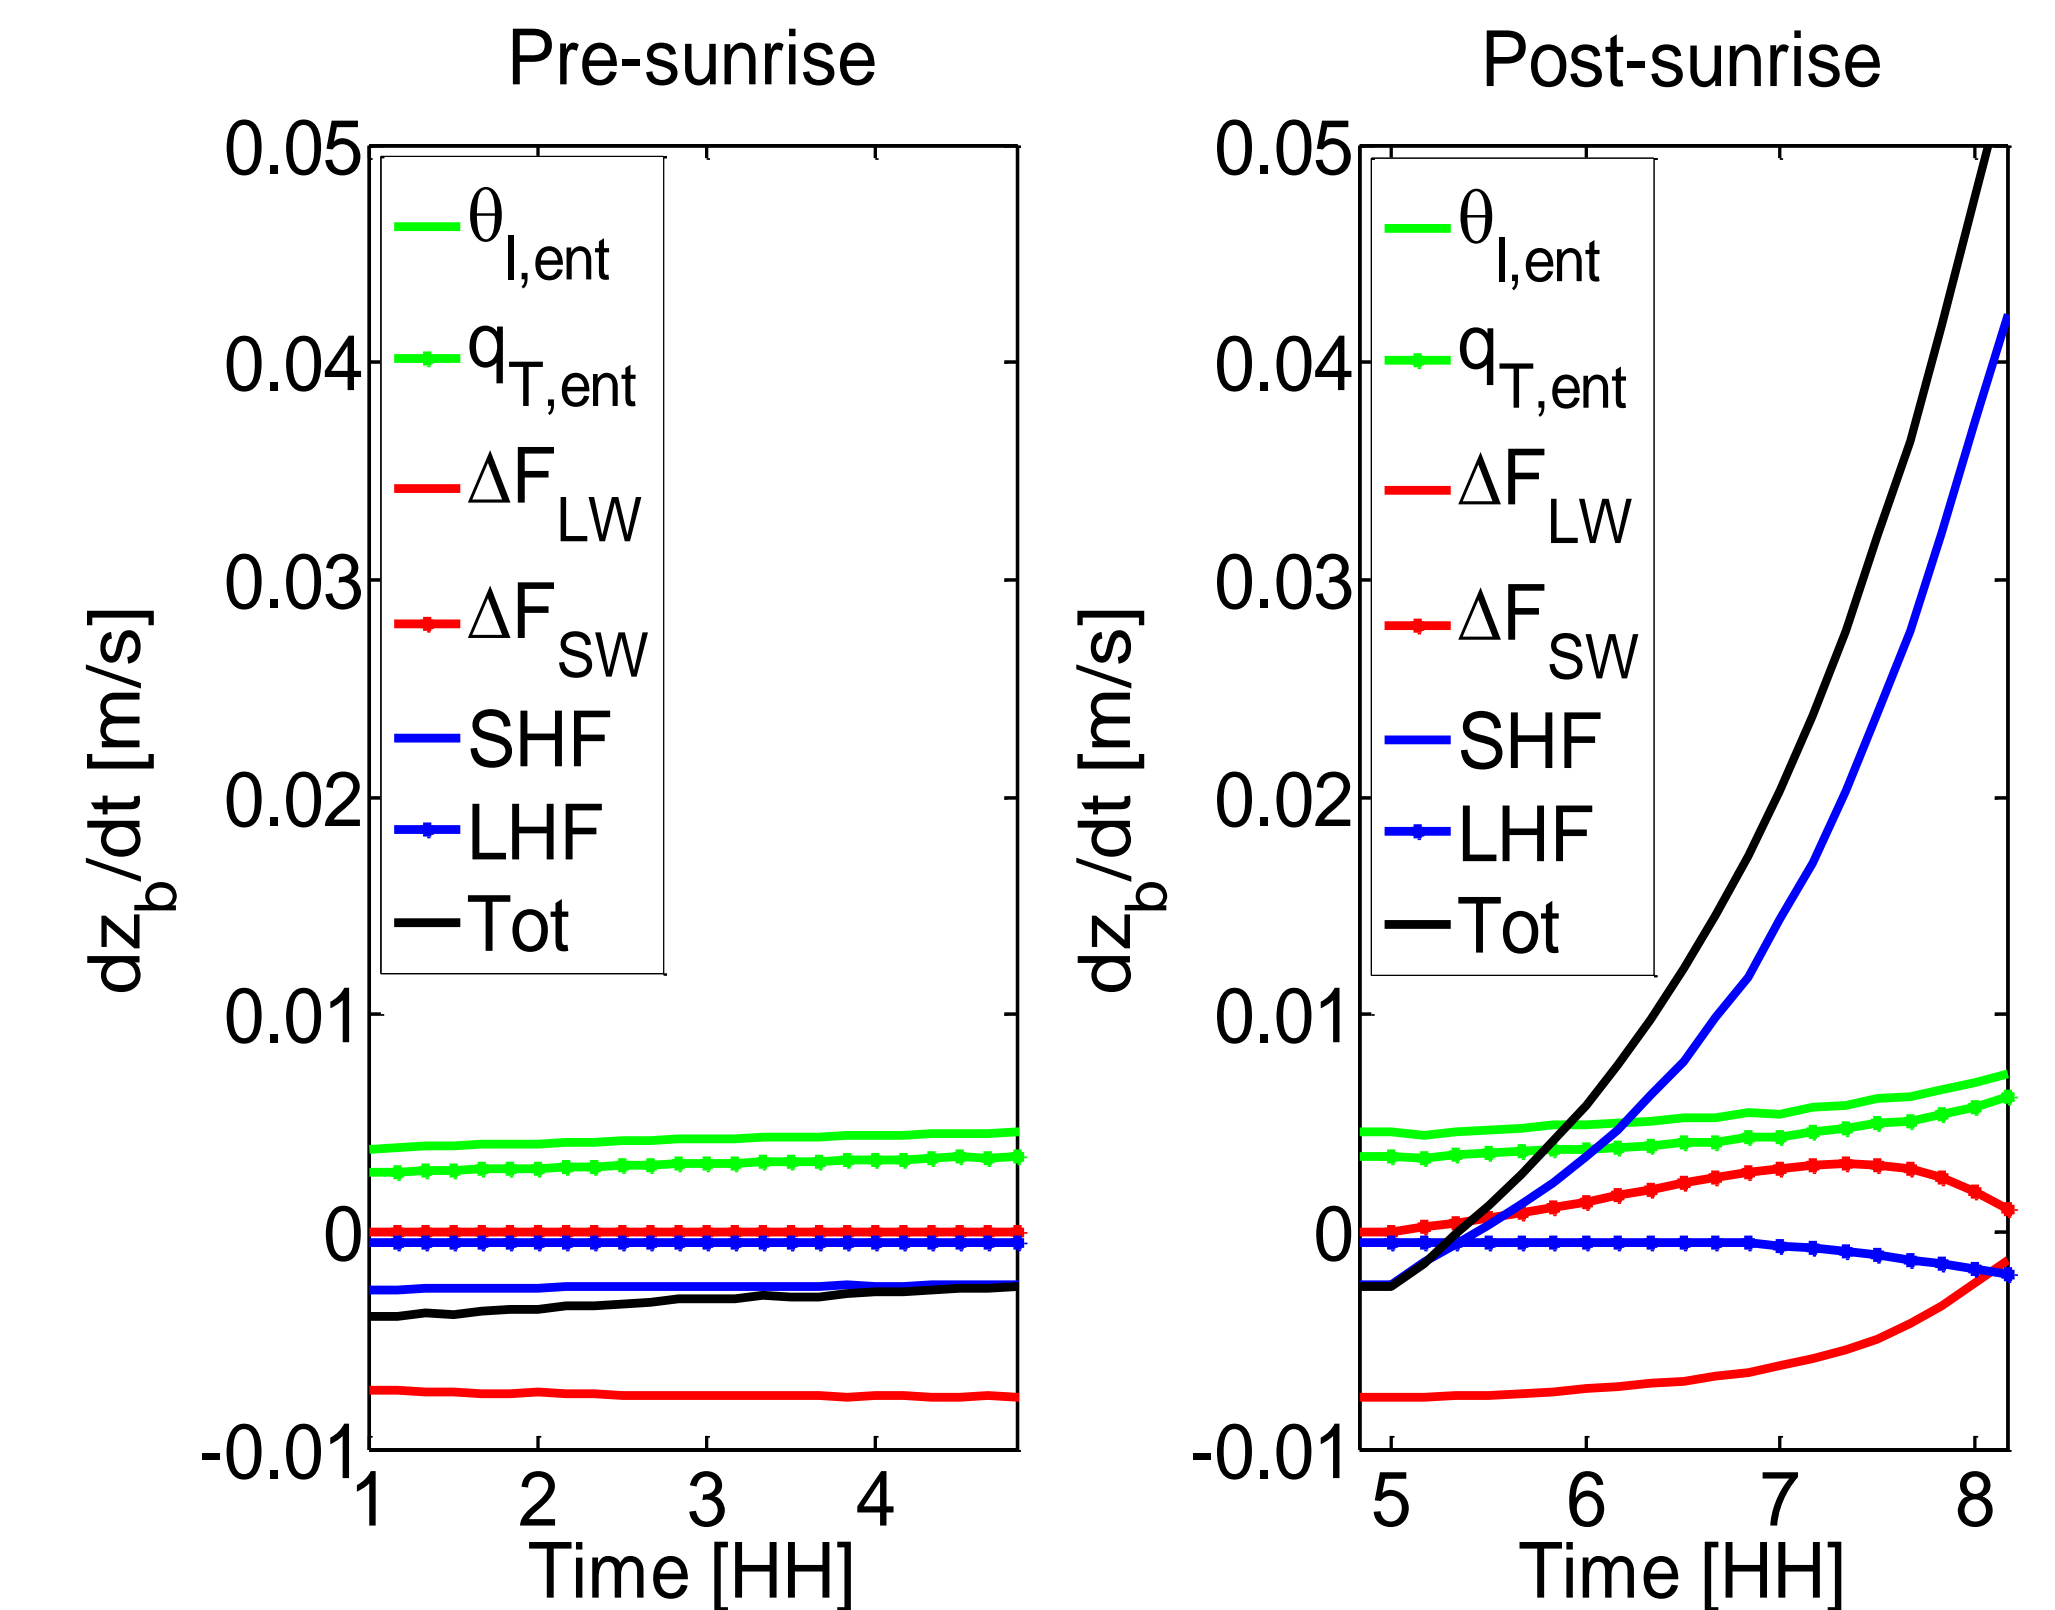 Pre-sunrise
0.05
0.04
0.03
0.02
0.01
0
-0.01
dz_b/dt [m/s]
θ_l,ent
q_T,ent
ΔF_LW
ΔF_SW
SHF
LHF
Tot
1 2 3 4
Time [HH]
Post-sunrise
0.05
0.04
0.03
0.02
0.01
0
-0.01
dz_b/dt [m/s]
θ_l,ent
q_T,ent
ΔF_LW
ΔF_SW
SHF
LHF
Tot
5 6 7 8
Time [HH]